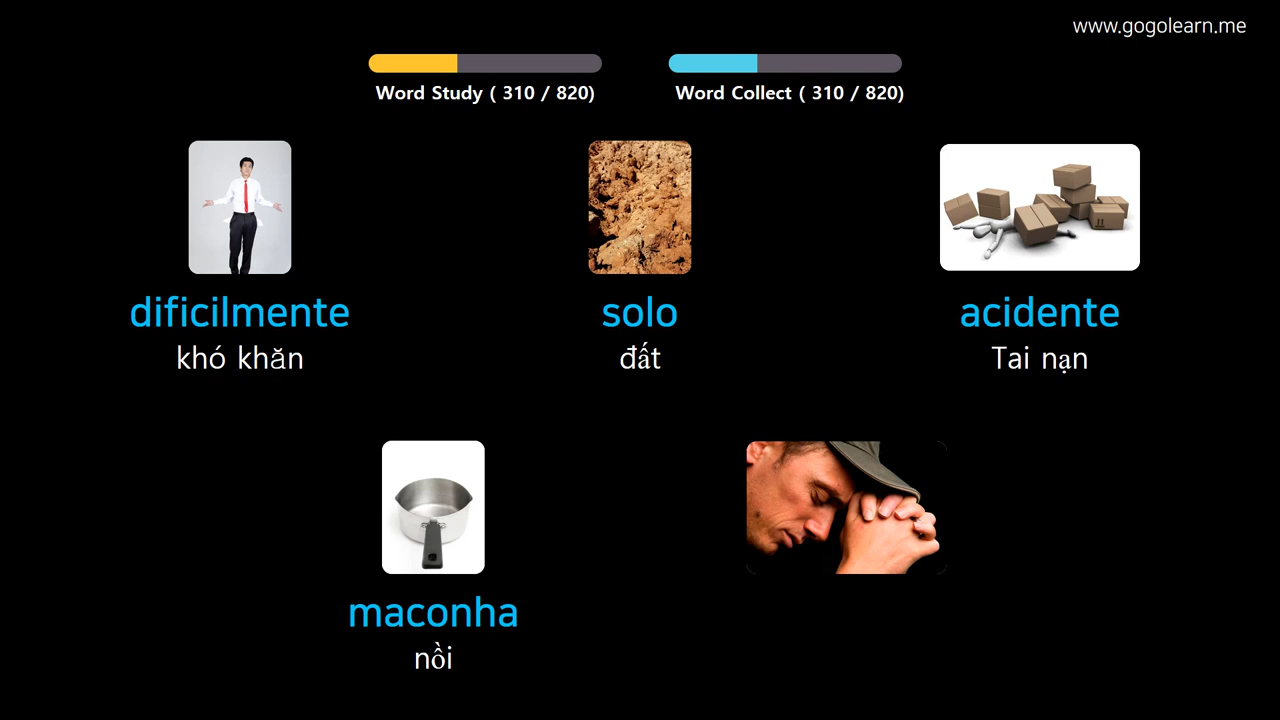 www.gogolearn.me
Word Study ( 310 / 820)
Word Collect ( 310 / 820)
dificilmente
khó khăn
solo
đất
acidente
Tai nạn
maconha
nồi